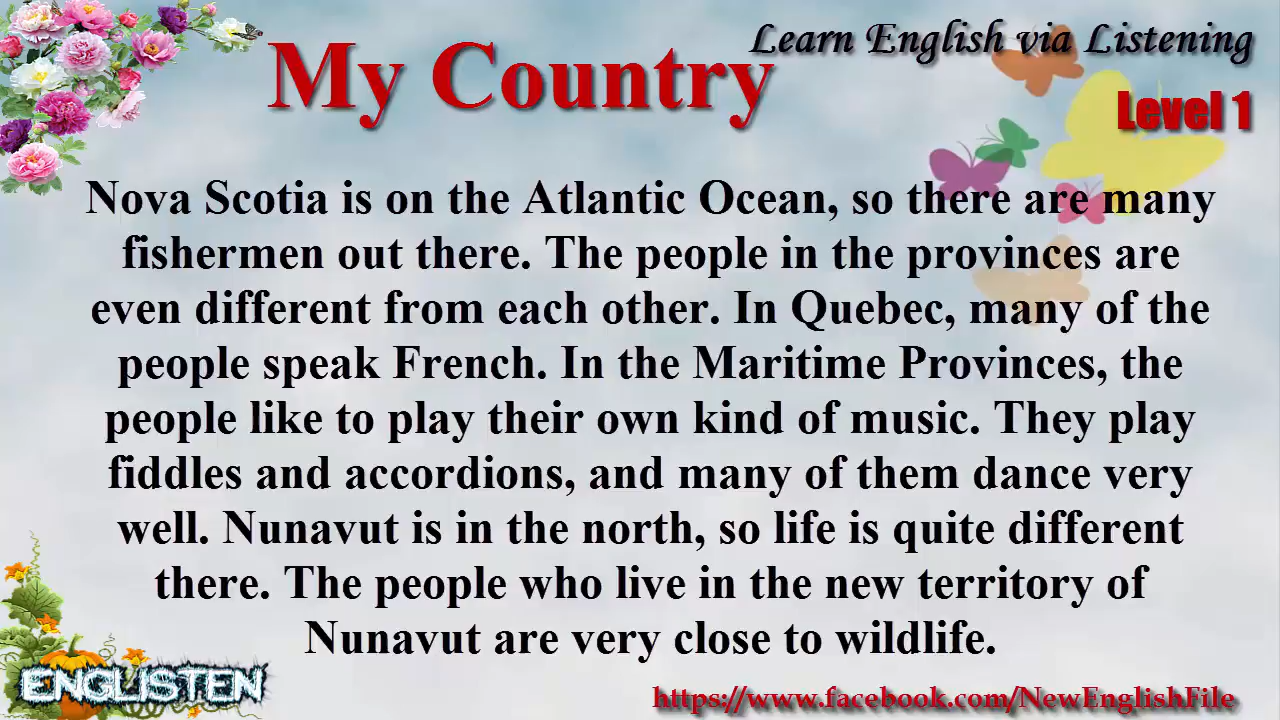 Learn English via Listening
My Country
Level 1
Nova Scotia is on the Atlantic Ocean, so there are many
fishermen out there. The people in the provinces are
even different from each other. In Quebec, many of the
people speak French. In the Maritime Provinces, the
people like to play their own kind of music. They play
fiddles and accordions, and many of them dance very
well. Nunavut is in the north, so life is quite different
there. The people who live in the new territory of
Nunavut are very close to wildlife.
ENGLISTEN
https://www.facebook.com/NewEnglishFile